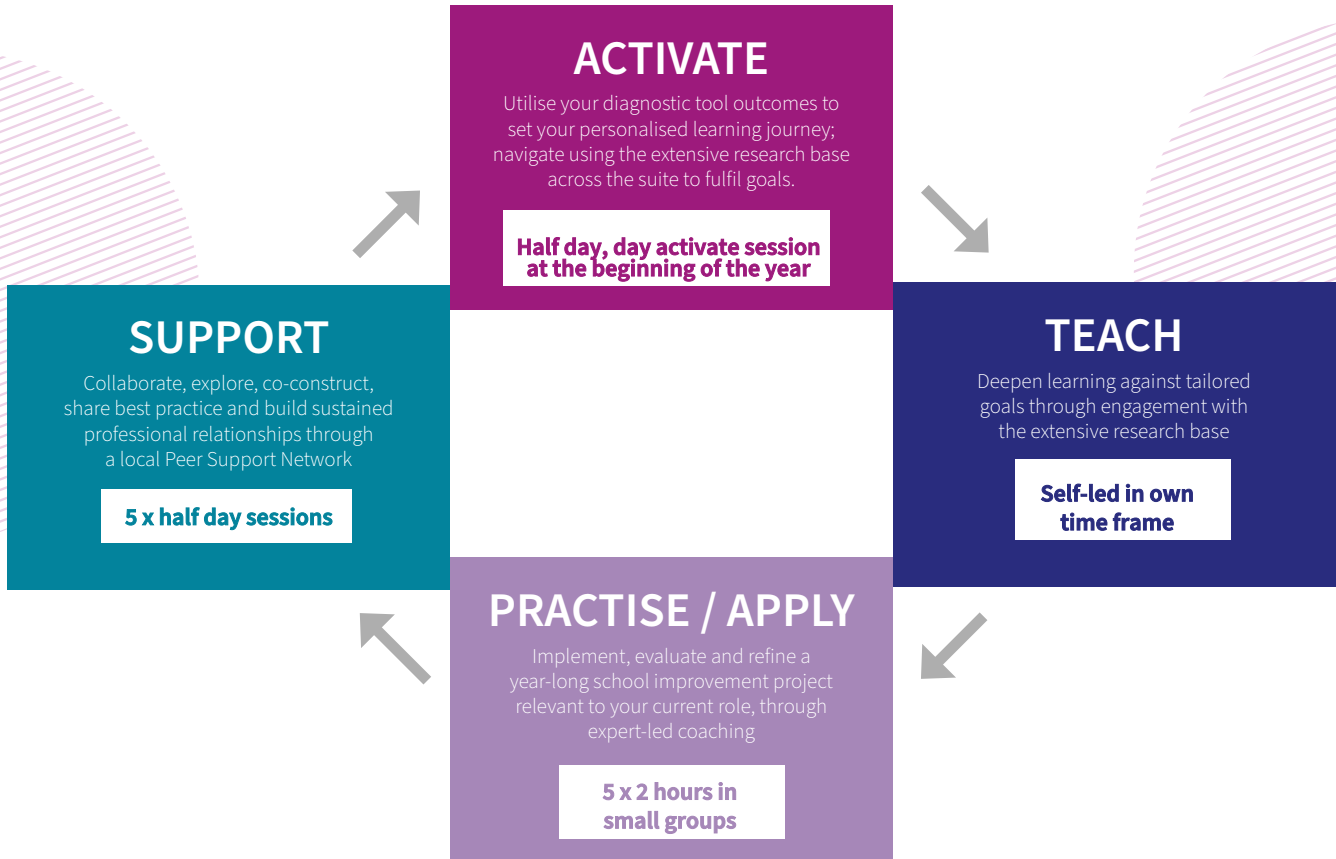 ACTIVATE
Utilise your diagnostic tool outcomes to
set your personalised learning journey;
navigate using the extensive research base
across the suite to fulfil goals.
Half day, day activate session
at the beginning of the year
TEACH
Deepen learning against tailored
goals through engagement with
the extensive research base
Self-led in own
time frame
PRACTISE / APPLY
Implement, evaluate and refine a
year-long school improvement project
relevant to your current role, through
expert-led coaching
5 x 2 hours in
small groups
SUPPORT
Collaborate, explore, co-construct,
share best practice and build sustained
professional relationships through
a local Peer Support Network
5 x half day sessions